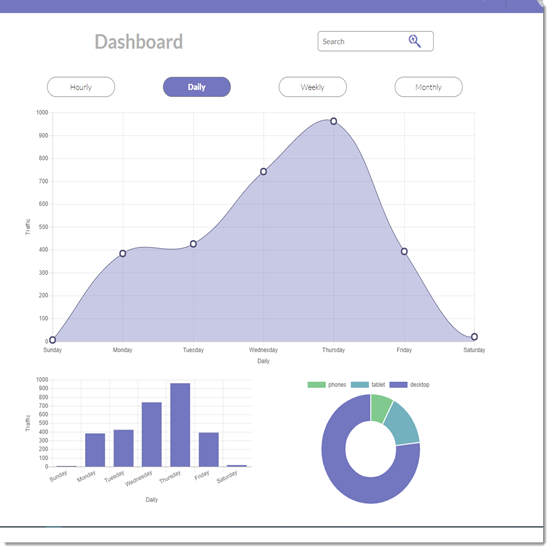 Dashboard
Search
Hourly Daily Weekly Monthly
1000
900
800
700
600
500
400
300
200
100
0
Traffic
Sunday Monday Tuesday Wednesday Thursday Friday Saturday
Daily
1000
900
800
700
600
500
400
300
200
100
0
Traffic
Sunday Monday Tuesday Wednesday Thursday Friday Saturday
Daily
phones tablet desktop